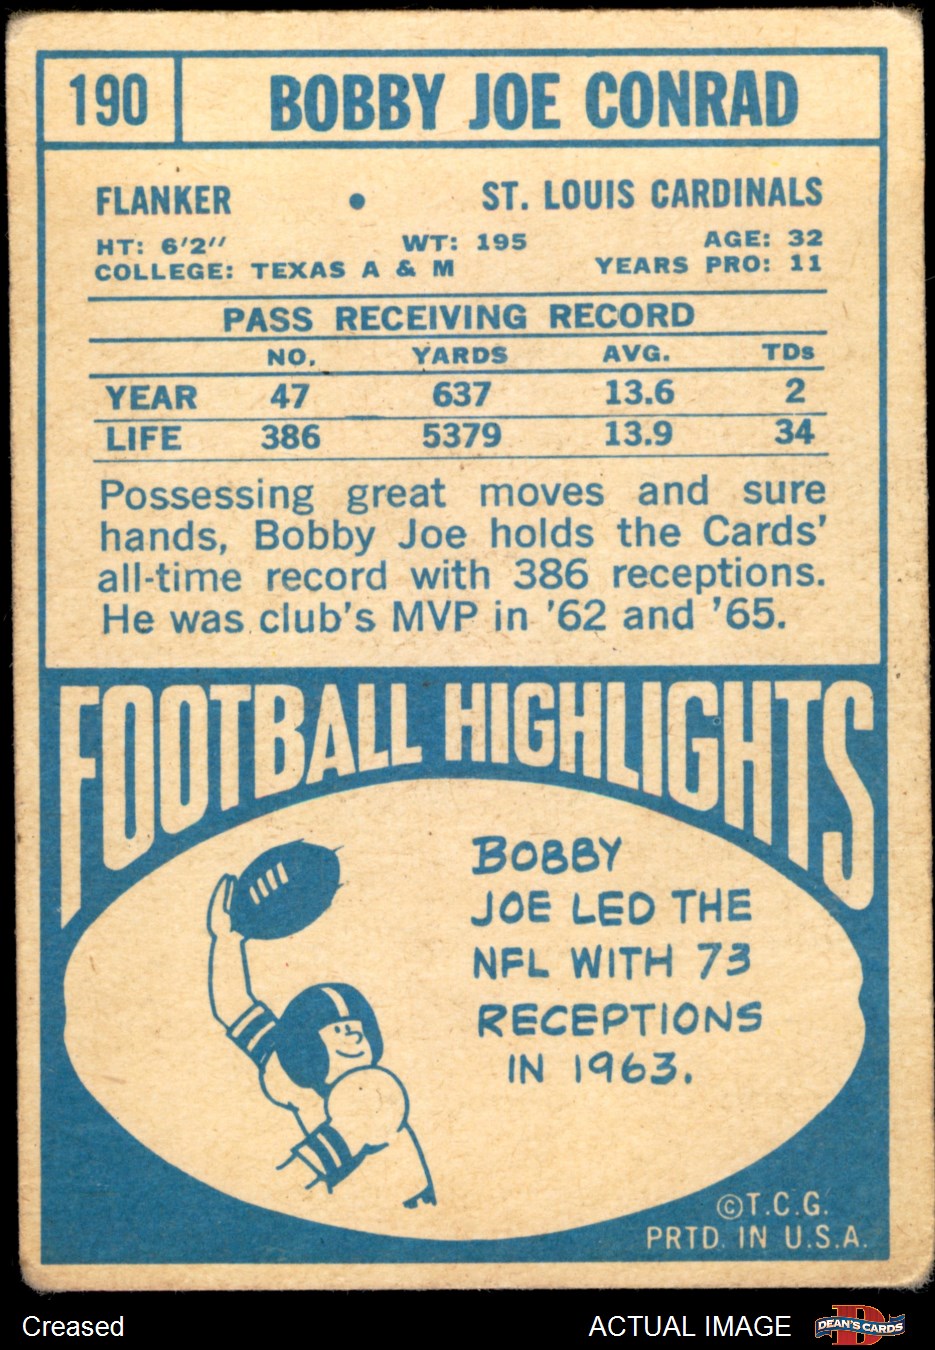 190 BOBBY JOE CONRAD
FLANKER • ST. LOUIS CARDINALS
HT: 6'2" WT: 195 AGE: 32
COLLEGE: TEXAS A & M YEARS PRO: 11
PASS RECEIVING RECORD
NO. YARDS AVG. TDs
YEAR 47 637 13.6 2
LIFE 386 5379 13.9 34
Possessing great moves and sure
hands, Bobby Joe holds the Cards'
all-time record with 386 receptions.
He was club's MVP in '62 and '65.
FOOTBALL HIGHLIGHTS
BOBBY
JOE LED THE
NFL WITH 73
RECEPTIONS
IN 1963.
©T.C.G.
PRTD. IN U.S.A.
Creased ACTUAL IMAGE D DEAN'S CARDS